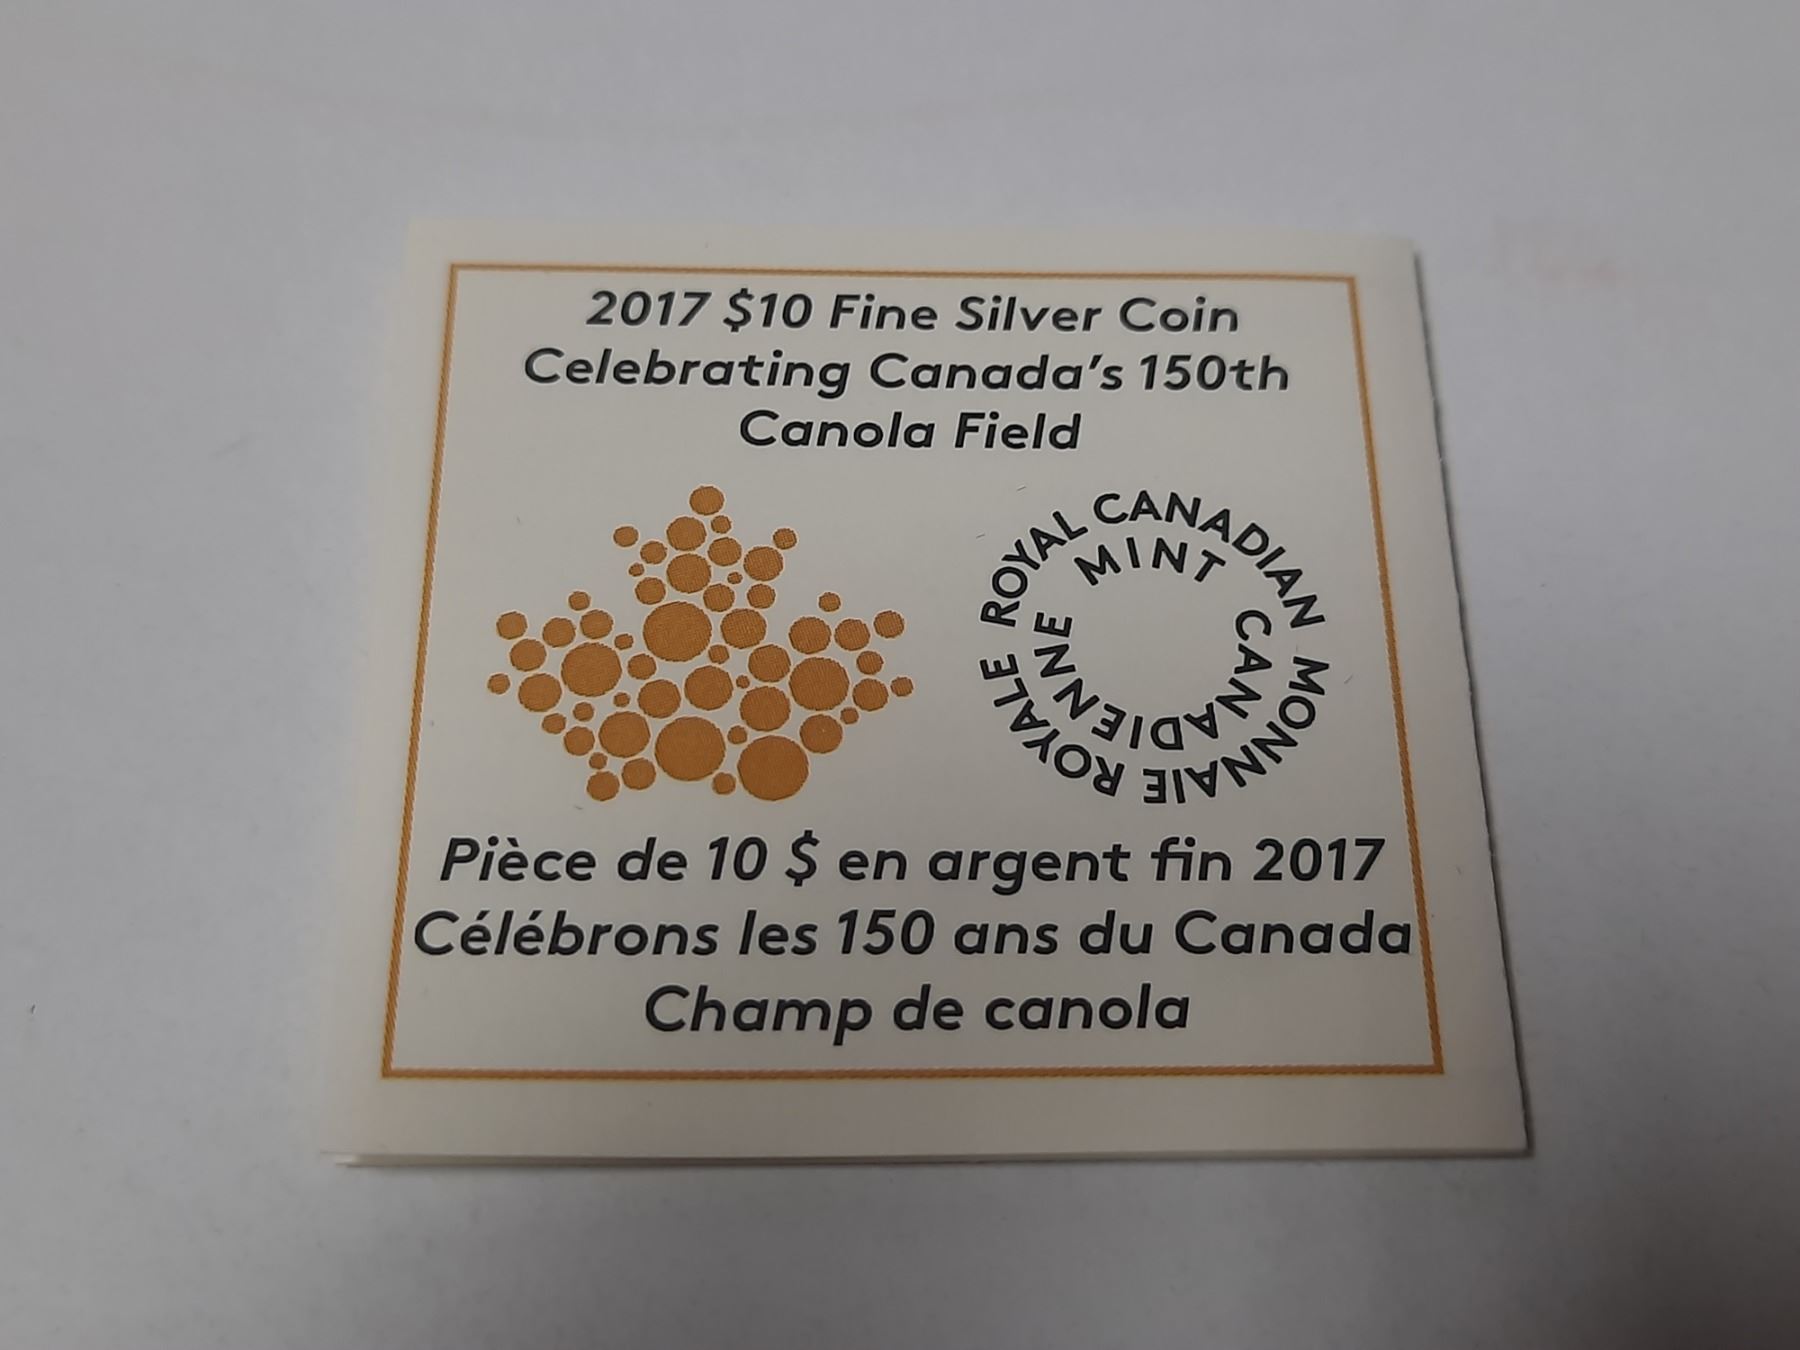 2017 $10 Fine Silver Coin
Celebrating Canada's 150th
Canola Field
ROYAL CANADIAN MINT
MONNAIE ROYALE CANADIENNE
Pièce de 10 $ en argent fin 2017
Célébrons les 150 ans du Canada
Champ de canola